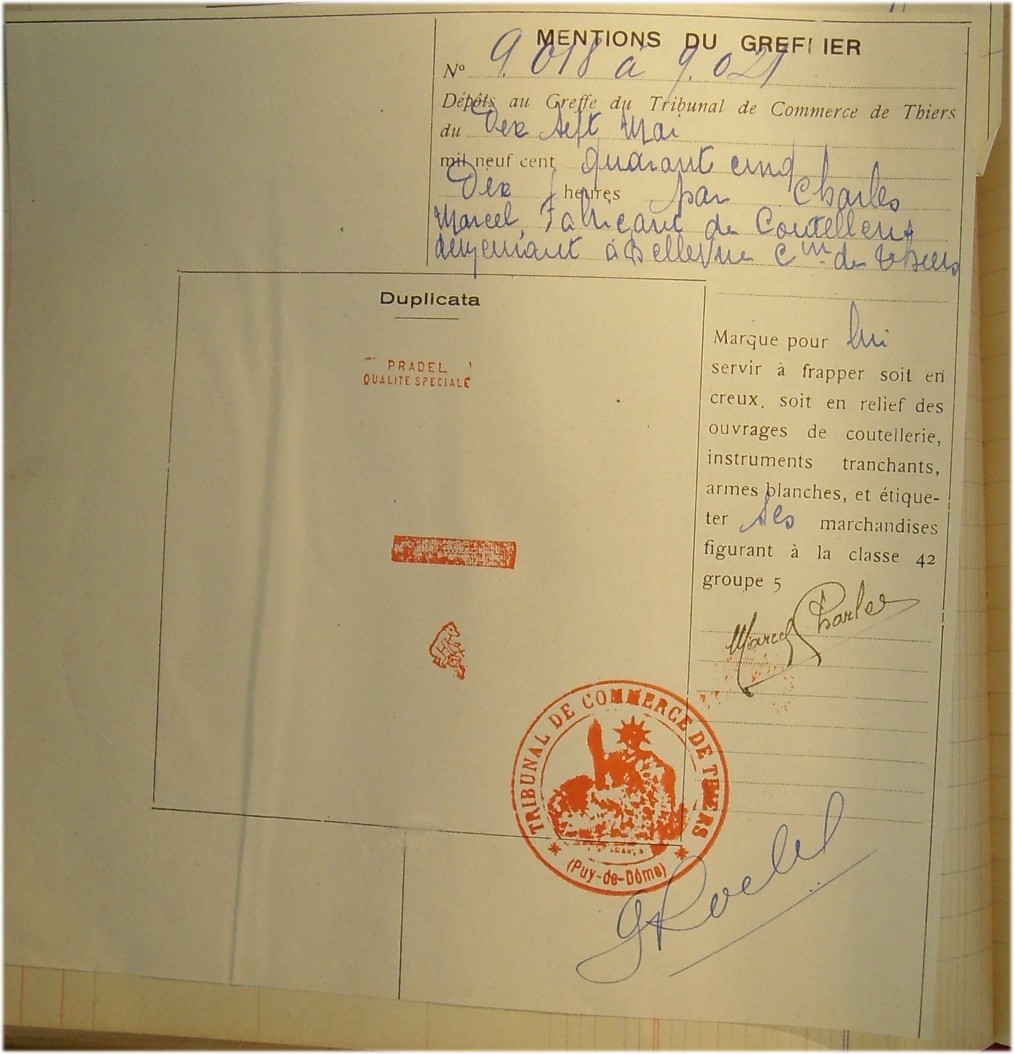 MENTIONS DU GREFFIER
N° 9.018 à 9.021
Dépôts au Greffe du Tribunal de Commerce de Thiers
du Dix Sept Mai
mil neuf cent quarant cinq
Dix heures par Charles
Marcel, Fabricant de Coutellerie
demeurant à Bellevue Cne de Thiers
Duplicata
PRADEL
QUALITE SPECIALE
Marque pour lui
servir à frapper soit en
creux, soit en relief des
ouvrages de coutellerie,
instruments tranchants,
armes blanches, et étique-
ter ses marchandises
figurant à la classe 42
groupe 5
Marcel Charles
TRIBUNAL DE COMMERCE DE THIERS
(Puy-de-Dôme)